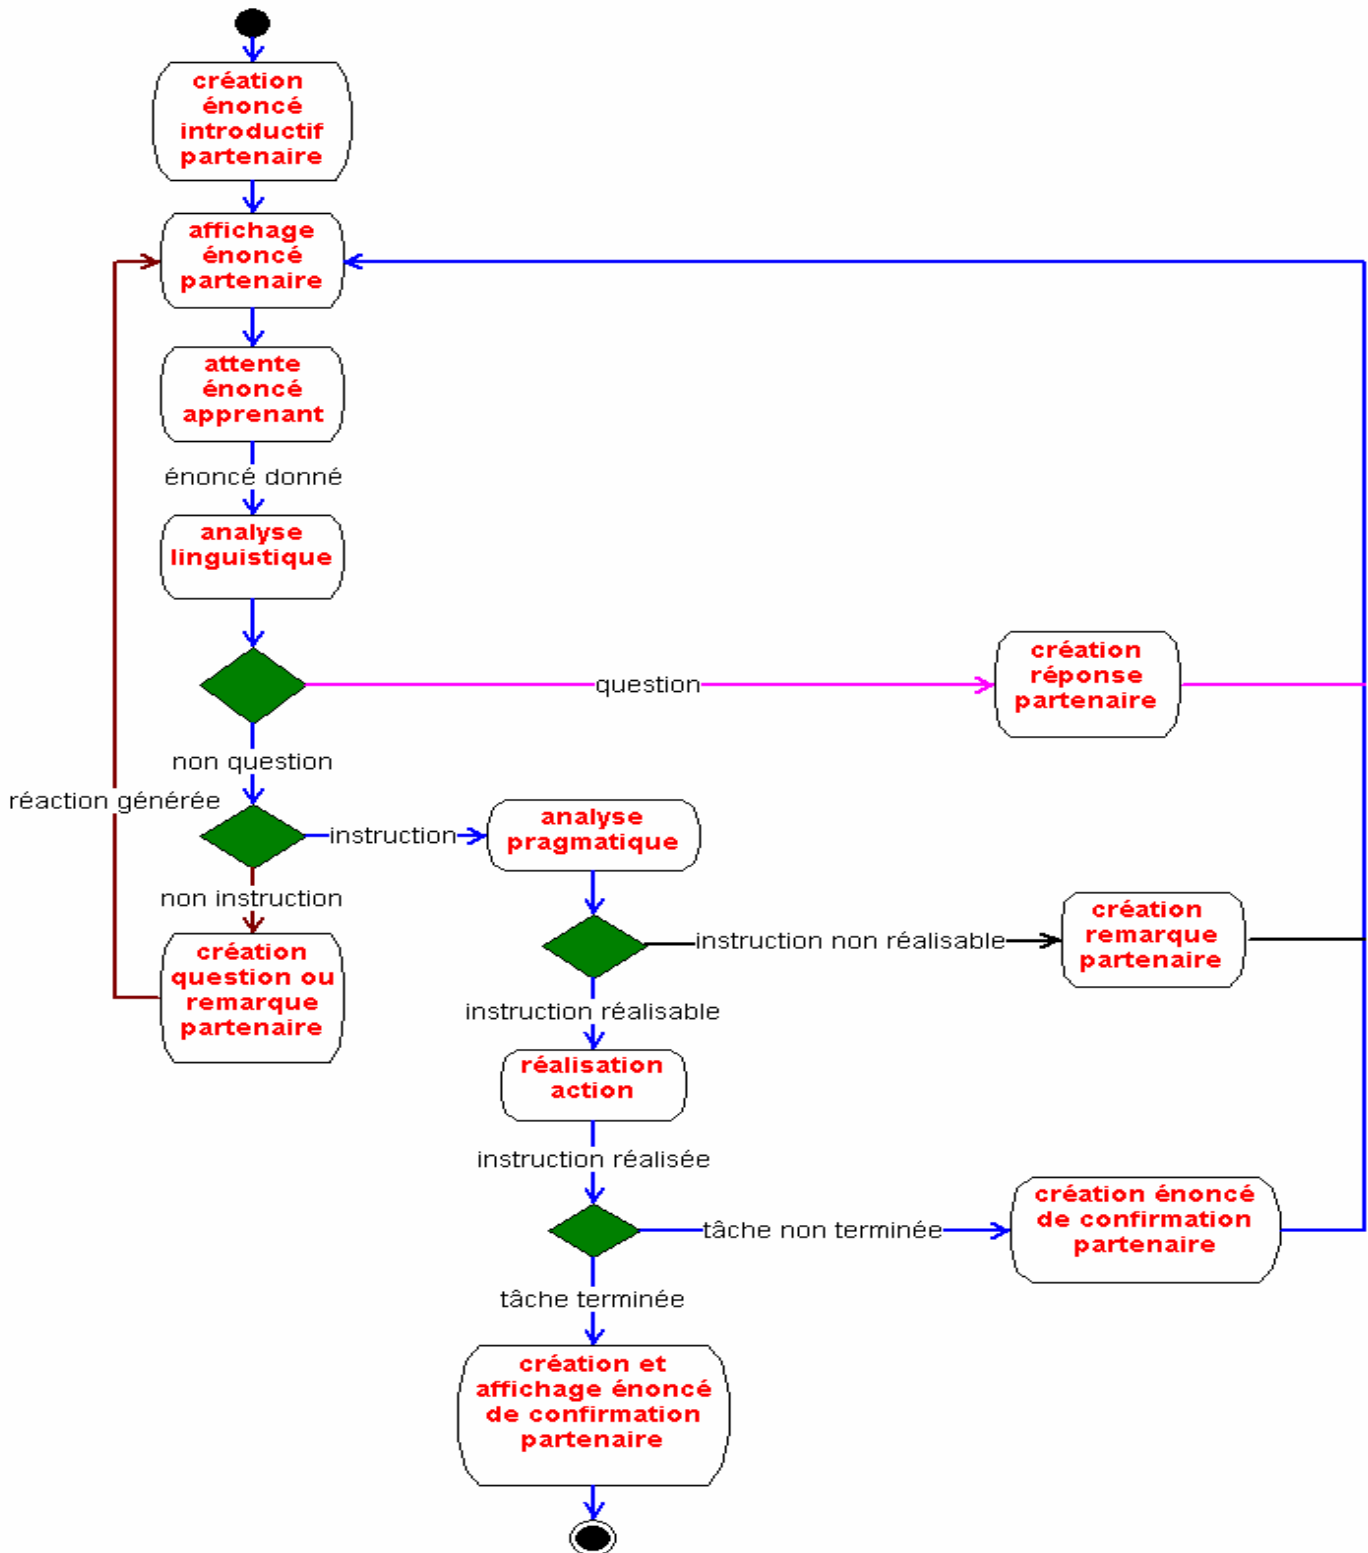 création
énoncé
introductif
partenaire
affichage
énoncé
partenaire
attente
énoncé
apprenant
énoncé donné
analyse
linguistique
question
création
réponse
partenaire
non question
réaction générée
instruction
analyse
pragmatique
non instruction
création
question ou
remarque
partenaire
instruction non réalisable
création
remarque
partenaire
instruction réalisable
réalisation
action
instruction réalisée
tâche non terminée
création énoncé
de confirmation
partenaire
tâche terminée
création et
affichage énoncé
de confirmation
partenaire